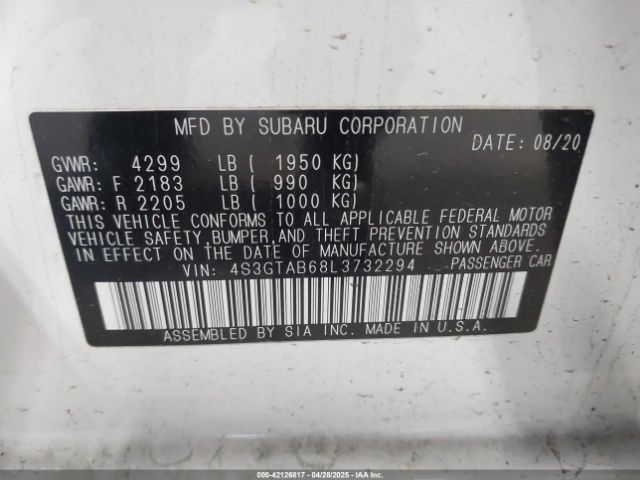 MFD BY SUBARU CORPORATION
DATE: 08/20
GVWR: 4299 LB ( 1950 KG)
GAWR: F 2183 LB ( 990 KG)
GAWR: R 2205 LB ( 1000 KG)
THIS VEHICLE CONFORMS TO ALL APPLICABLE FEDERAL MOTOR
VEHICLE SAFETY, BUMPER, AND THEFT PREVENTION STANDARDS
IN EFFECT ON THE DATE OF MANUFACTURE SHOWN ABOVE.
VIN: 4S3GTAB68L3732294 PASSENGER CAR
ASSEMBLED BY SIA INC. MADE IN U.S.A.
000-42126817 - 04/28/2025 - WWW.IAAI.COM